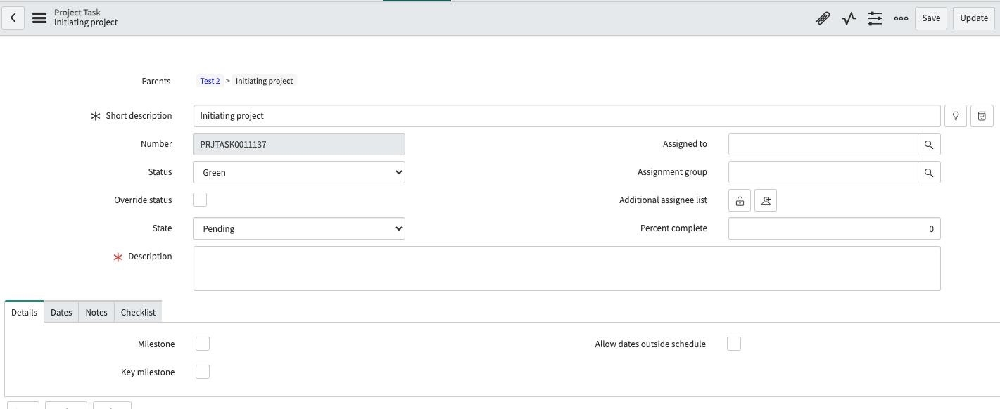 Project Task
Initiating project
Save
Update
Parents
Test 2 > Initiating project
Short description
Initiating project
Number
PRJTASK0011137
Assigned to
Status
Green
Assignment group
Override status
Additional assignee list
State
Pending
Percent complete
0
Description
Details
Dates
Notes
Checklist
Milestone
Allow dates outside schedule
Key milestone